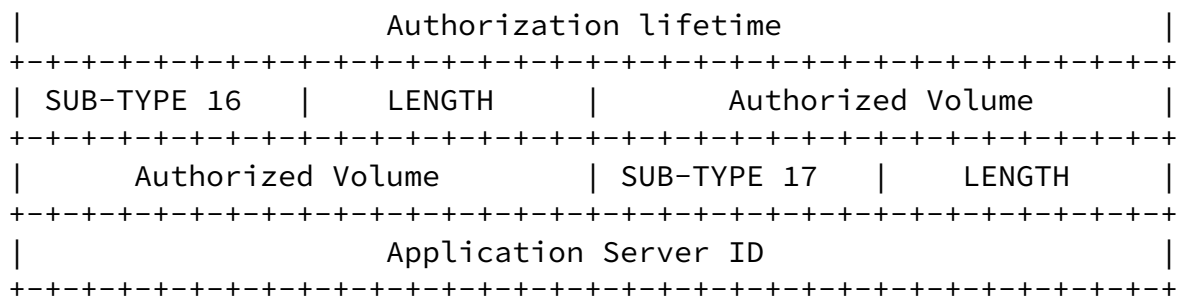 |                    Authorization lifetime                     |
+-+-+-+-+-+-+-+-+-+-+-+-+-+-+-+-+-+-+-+-+-+-+-+-+-+-+-+-+-+-+-+-+
| SUB-TYPE 16   |    LENGTH     |       Authorized Volume       |
+-+-+-+-+-+-+-+-+-+-+-+-+-+-+-+-+-+-+-+-+-+-+-+-+-+-+-+-+-+-+-+-+
|      Authorized Volume        | SUB-TYPE 17   |    LENGTH     |
+-+-+-+-+-+-+-+-+-+-+-+-+-+-+-+-+-+-+-+-+-+-+-+-+-+-+-+-+-+-+-+-+
|                    Application Server ID                      |
+-+-+-+-+-+-+-+-+-+-+-+-+-+-+-+-+-+-+-+-+-+-+-+-+-+-+-+-+-+-+-+-+